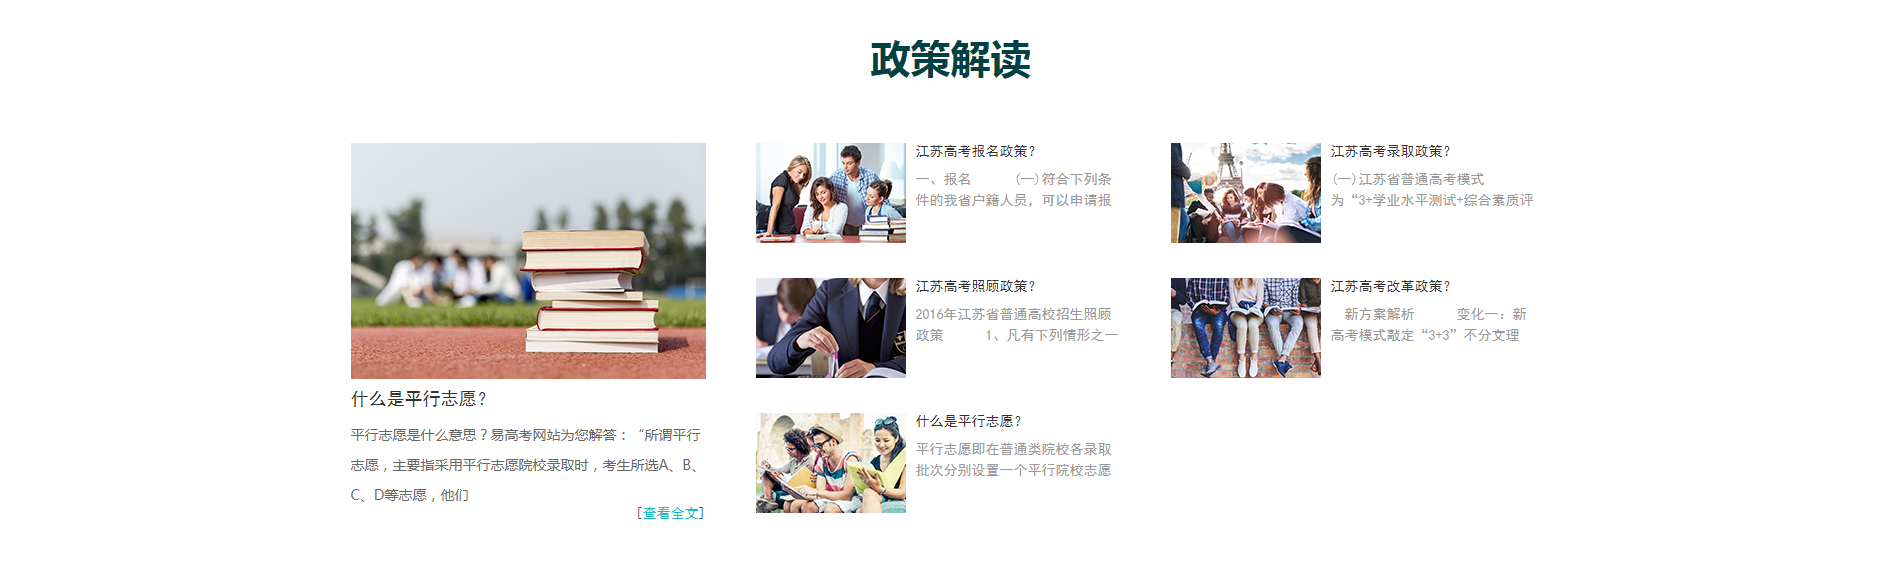 政策解读
什么是平行志愿？
平行志愿是什么意思？易高考网站为您解答：“所谓平行
志愿，主要指采用平行志愿院校录取时，考生所选A、B、
C、D等志愿，他们
[查看全文]
江苏高考报名政策？
一、报名　　　(一)符合下列条
件的我省户籍人员，可以申请报
江苏高考录取政策？
(一)江苏省普通高考模式
为“3+学业水平测试+综合素质评
江苏高考照顾政策？
2016年江苏省普通高校招生照顾
政策　　　1、凡有下列情形之一
江苏高考改革政策？
新方案解析　　　变化一：新
高考模式敲定“3+3”不分文理
什么是平行志愿？
平行志愿即在普通类院校各录取
批次分别设置一个平行院校志愿